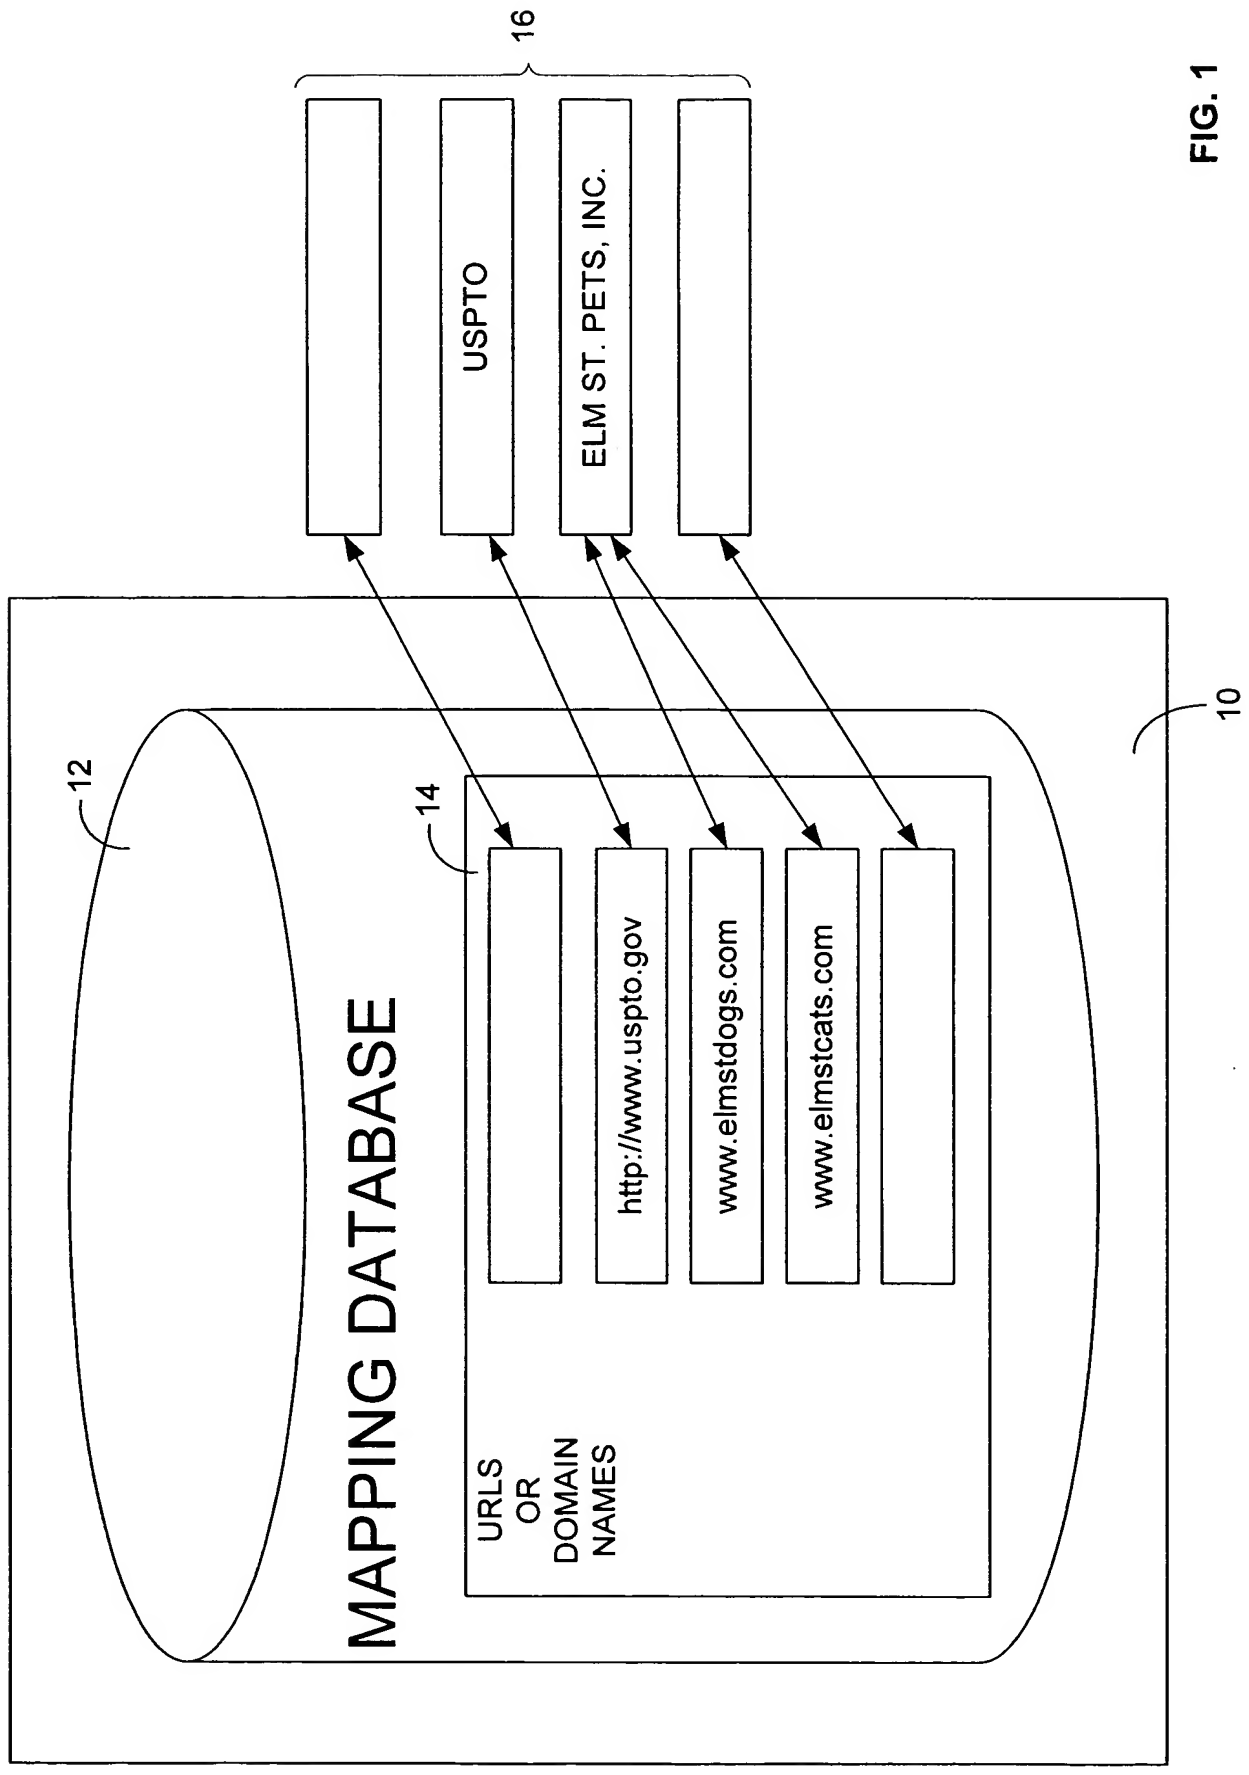 12
MAPPING DATABASE
14
URLS
OR
DOMAIN
NAMES
http://www.uspto.gov
www.elmstdogs.com
www.elmstcats.com
10
16
USPTO
ELM ST. PETS, INC.
FIG. 1